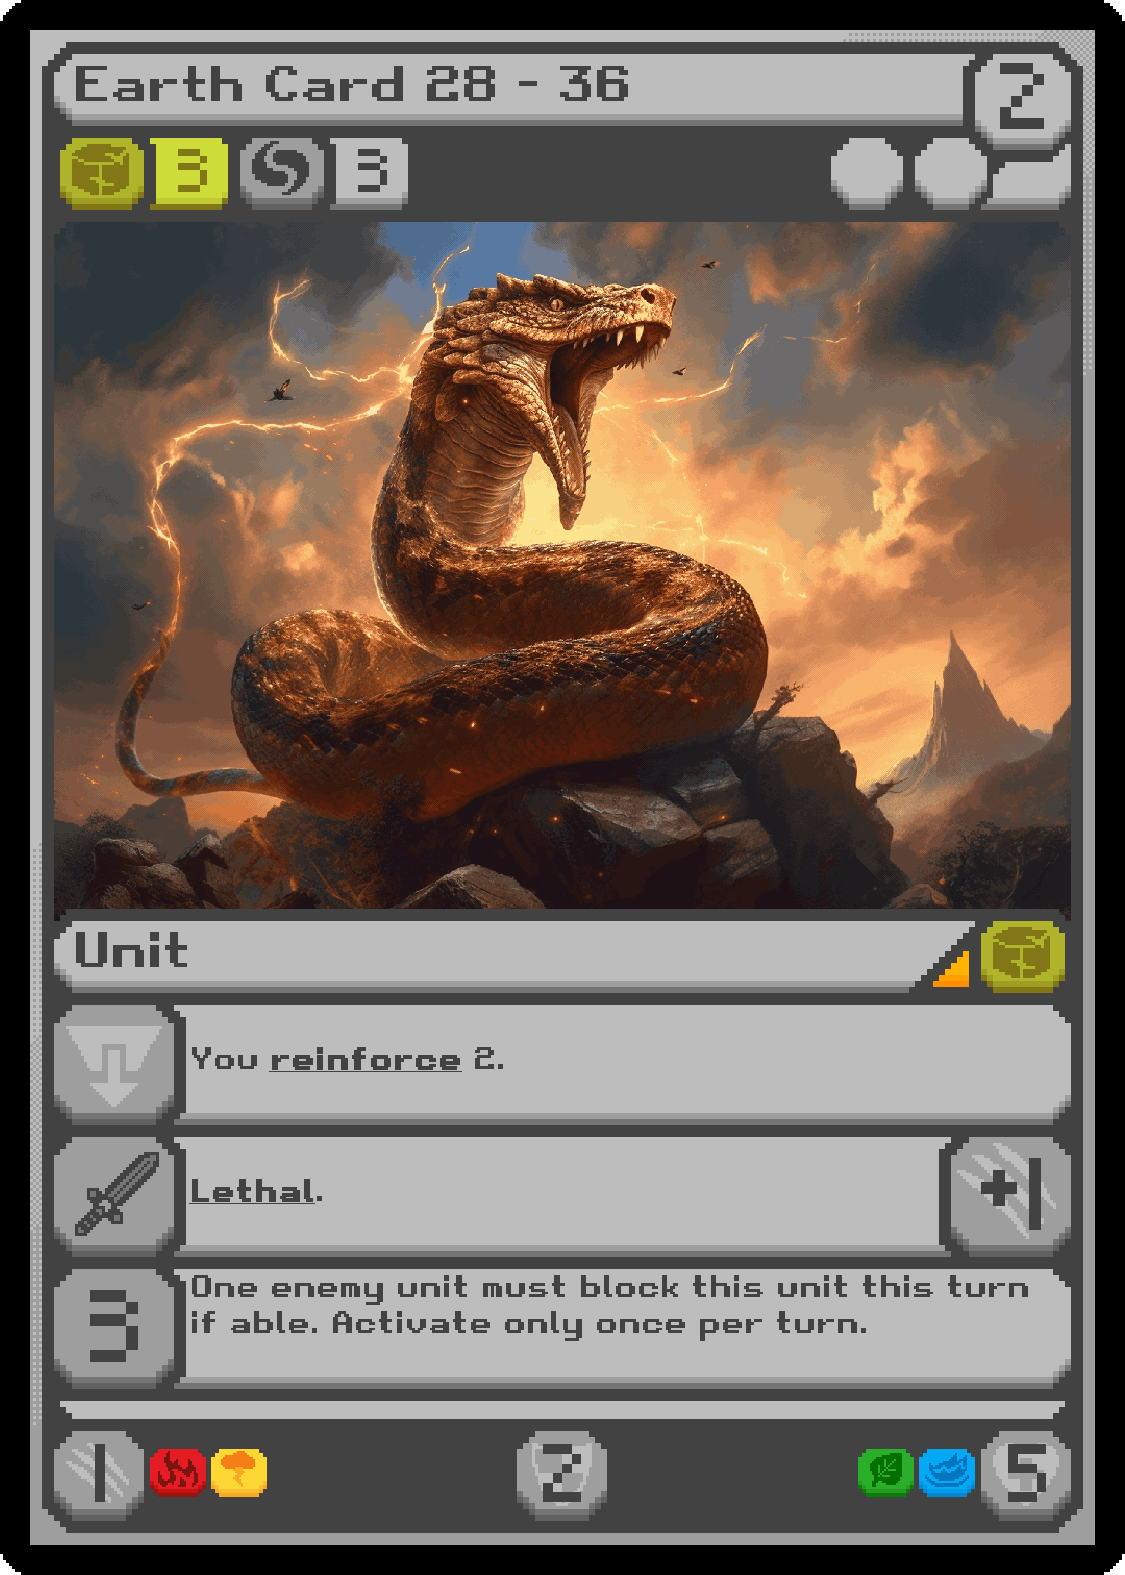 Earth Card 28 - 36
2
3 3
Unit
You reinforce 2.
Lethal.
+1
3
One enemy unit must block this unit this turn
if able. Activate only once per turn.
1 2 5